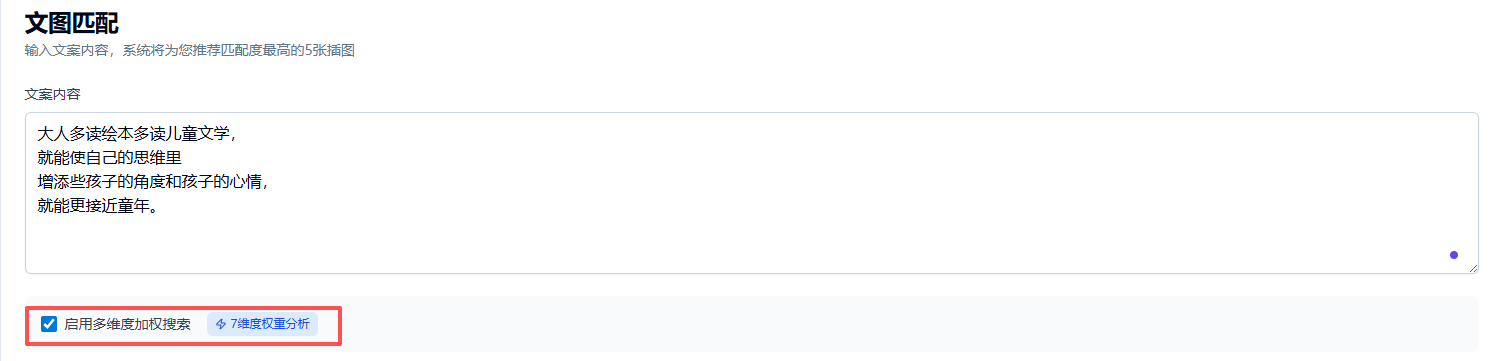 文图匹配
输入文案内容，系统将为您推荐匹配度最高的5张插图
文案内容
大人多读绘本多读儿童文学，
就能使自己的思维里
增添些孩子的角度和孩子的心情，
就能更接近童年。
启用多维度加权搜索 7维度权重分析